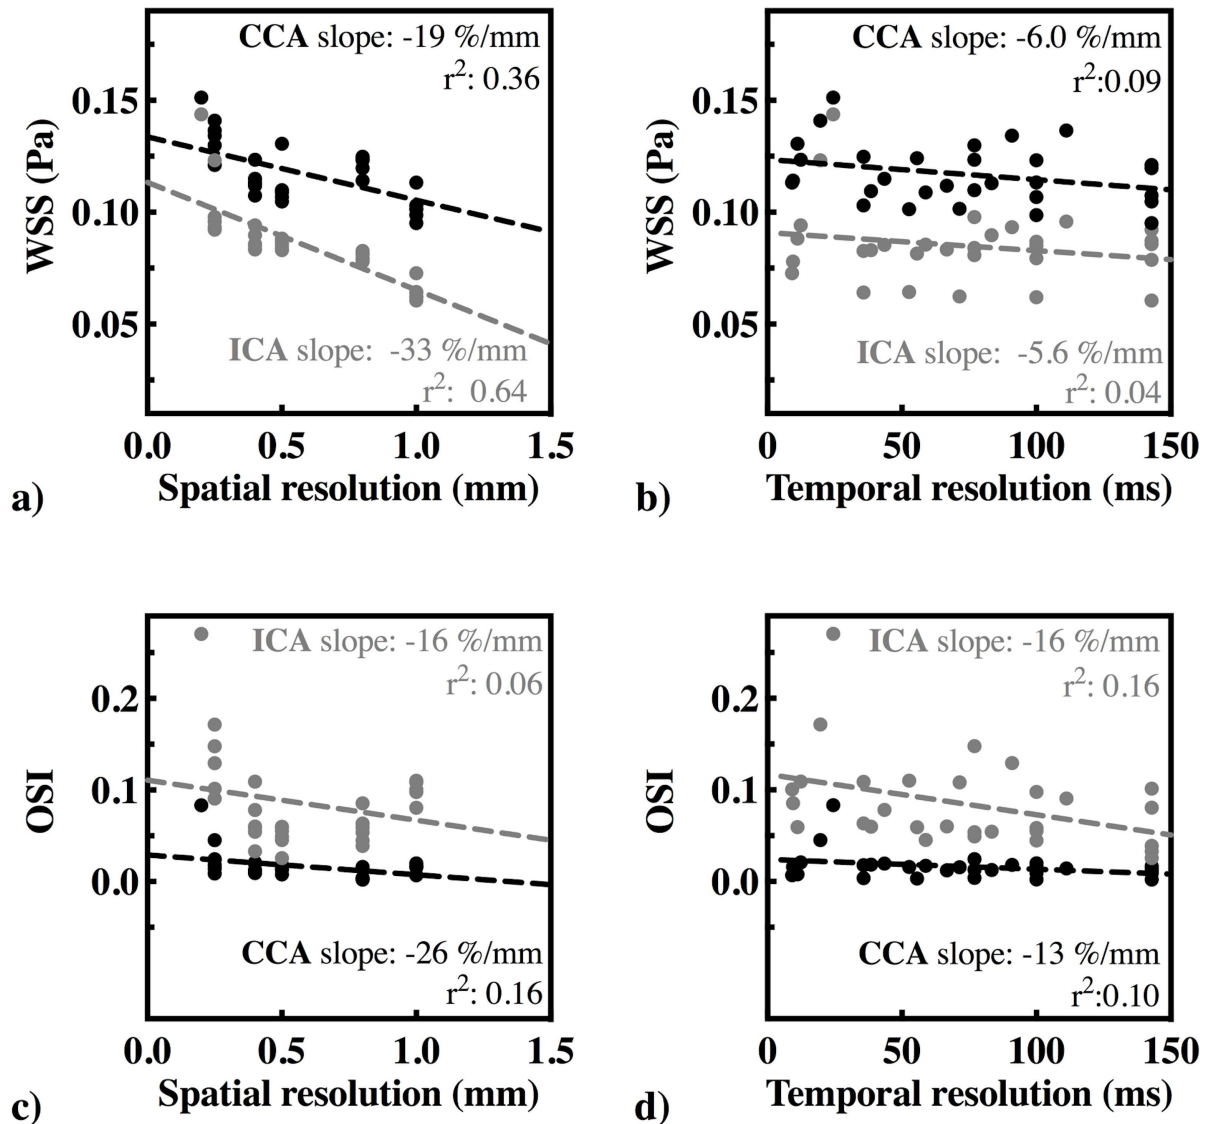 CCA slope: -19 %/mm
r2: 0.36
WSS (Pa)
0.15
0.10
0.05
ICA slope: -33 %/mm
r2: 0.64
0.0 0.5 1.0 1.5
Spatial resolution (mm)
a)
CCA slope: -6.0 %/mm
r2:0.09
WSS (Pa)
0.15
0.10
0.05
ICA slope: -5.6 %/mm
r2: 0.04
0 50 100 150
Temporal resolution (ms)
b)
ICA slope: -16 %/mm
r2: 0.06
OSI
0.2
0.1
0.0
CCA slope: -26 %/mm
r2: 0.16
0.0 0.5 1.0 1.5
Spatial resolution (mm)
c)
ICA slope: -16 %/mm
r2: 0.16
OSI
0.2
0.1
0.0
CCA slope: -13 %/mm
r2:0.10
0 50 100 150
Temporal resolution (ms)
d)